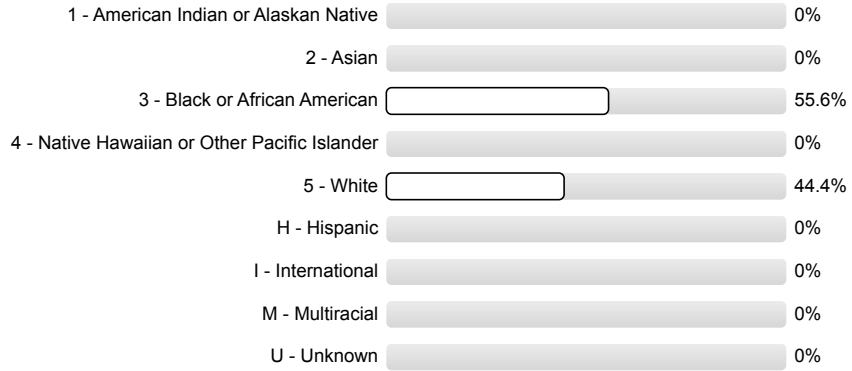 1 - American Indian or Alaskan Native 0%
2 - Asian 0%
3 - Black or African American 55.6%
4 - Native Hawaiian or Other Pacific Islander 0%
5 - White 44.4%
H - Hispanic 0%
I - International 0%
M - Multiracial 0%
U - Unknown 0%